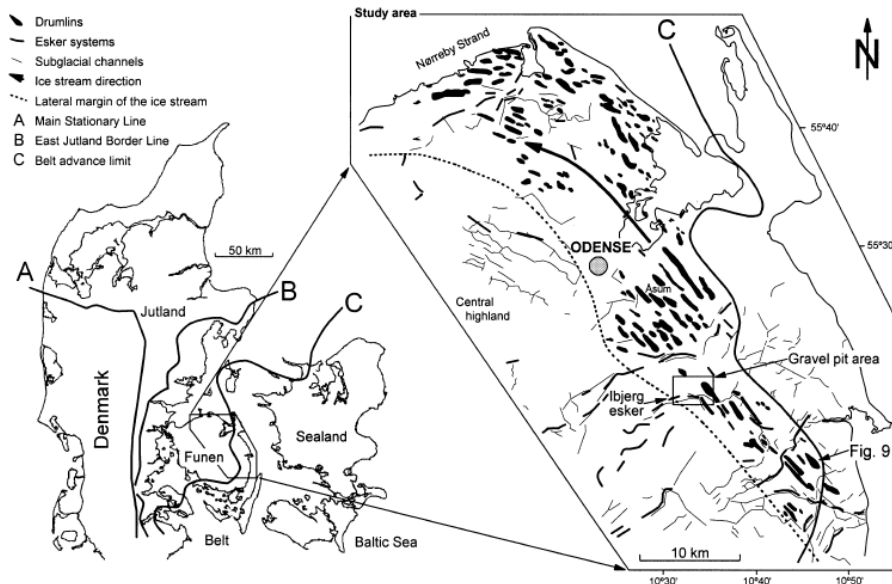 Drumlins
Esker systems
Subglacial channels
Ice stream direction
Lateral margin of the ice stream
A Main Stationary Line
B East Jutland Border Line
C Belt advance limit
50 km
A
B
C
Jutland
Denmark
Funen
Sealand
Belt
Baltic Sea
Study area
Nørreby Strand
C
N
55°40'
55°30'
ODENSE
Åsum
Central
highland
Gravel pit area
Ibjerg
esker
Fig. 9
10 km
10°30'
10°40'
10°50'